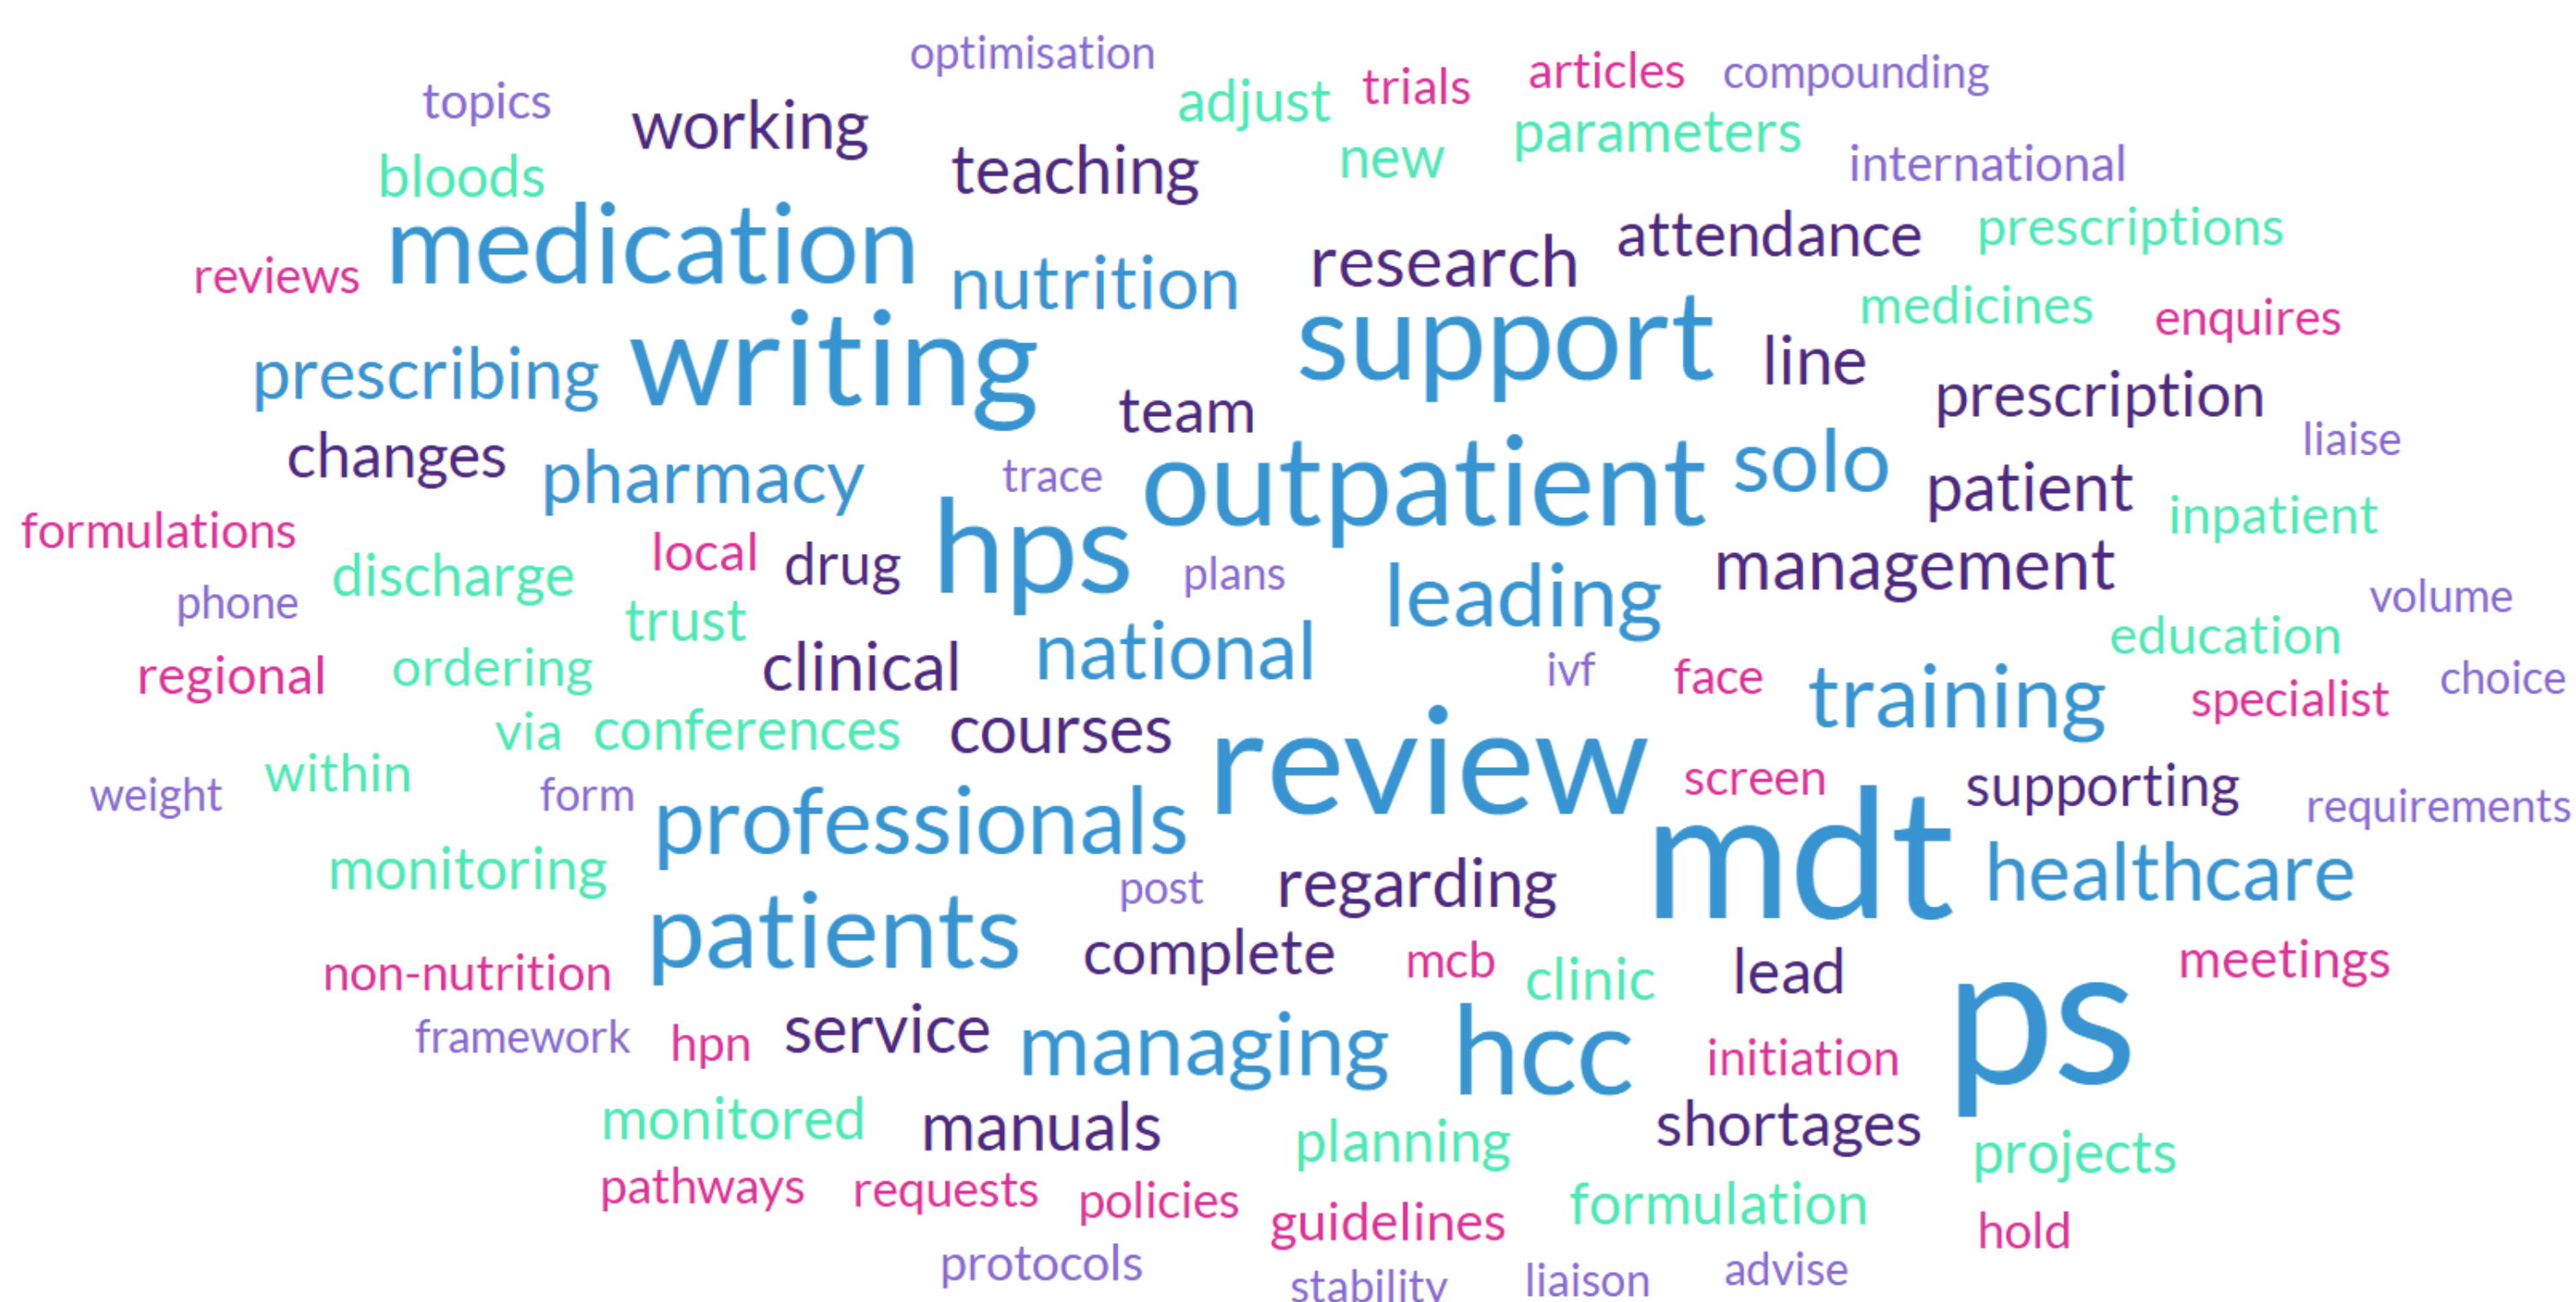 optimisation
topics
working
adjust
trials
articles
compounding
bloods
teaching
new
parameters
international
reviews
medication
nutrition
research
attendance
prescriptions
prescribing
writing
support
line
medicines
enquires
changes
pharmacy
team
trace
outpatient
solo
prescription
liaise
patient
inpatient
formulations
discharge
local
drug
hps
plans
leading
management
phone
trust
volume
regional
ordering
clinical
national
ivf
face
training
education
specialist
choice
via
conferences
courses
review
screen
supporting
weight
within
form
professionals
mdt
requirements
monitoring
patients
post
regarding
healthcare
non-nutrition
complete
mcb
clinic
lead
meetings
framework
hpn
service
managing
hcc
initiation
ps
monitored
manuals
planning
shortages
projects
pathways
requests
policies
guidelines
formulation
hold
protocols
stability
liaison
advise